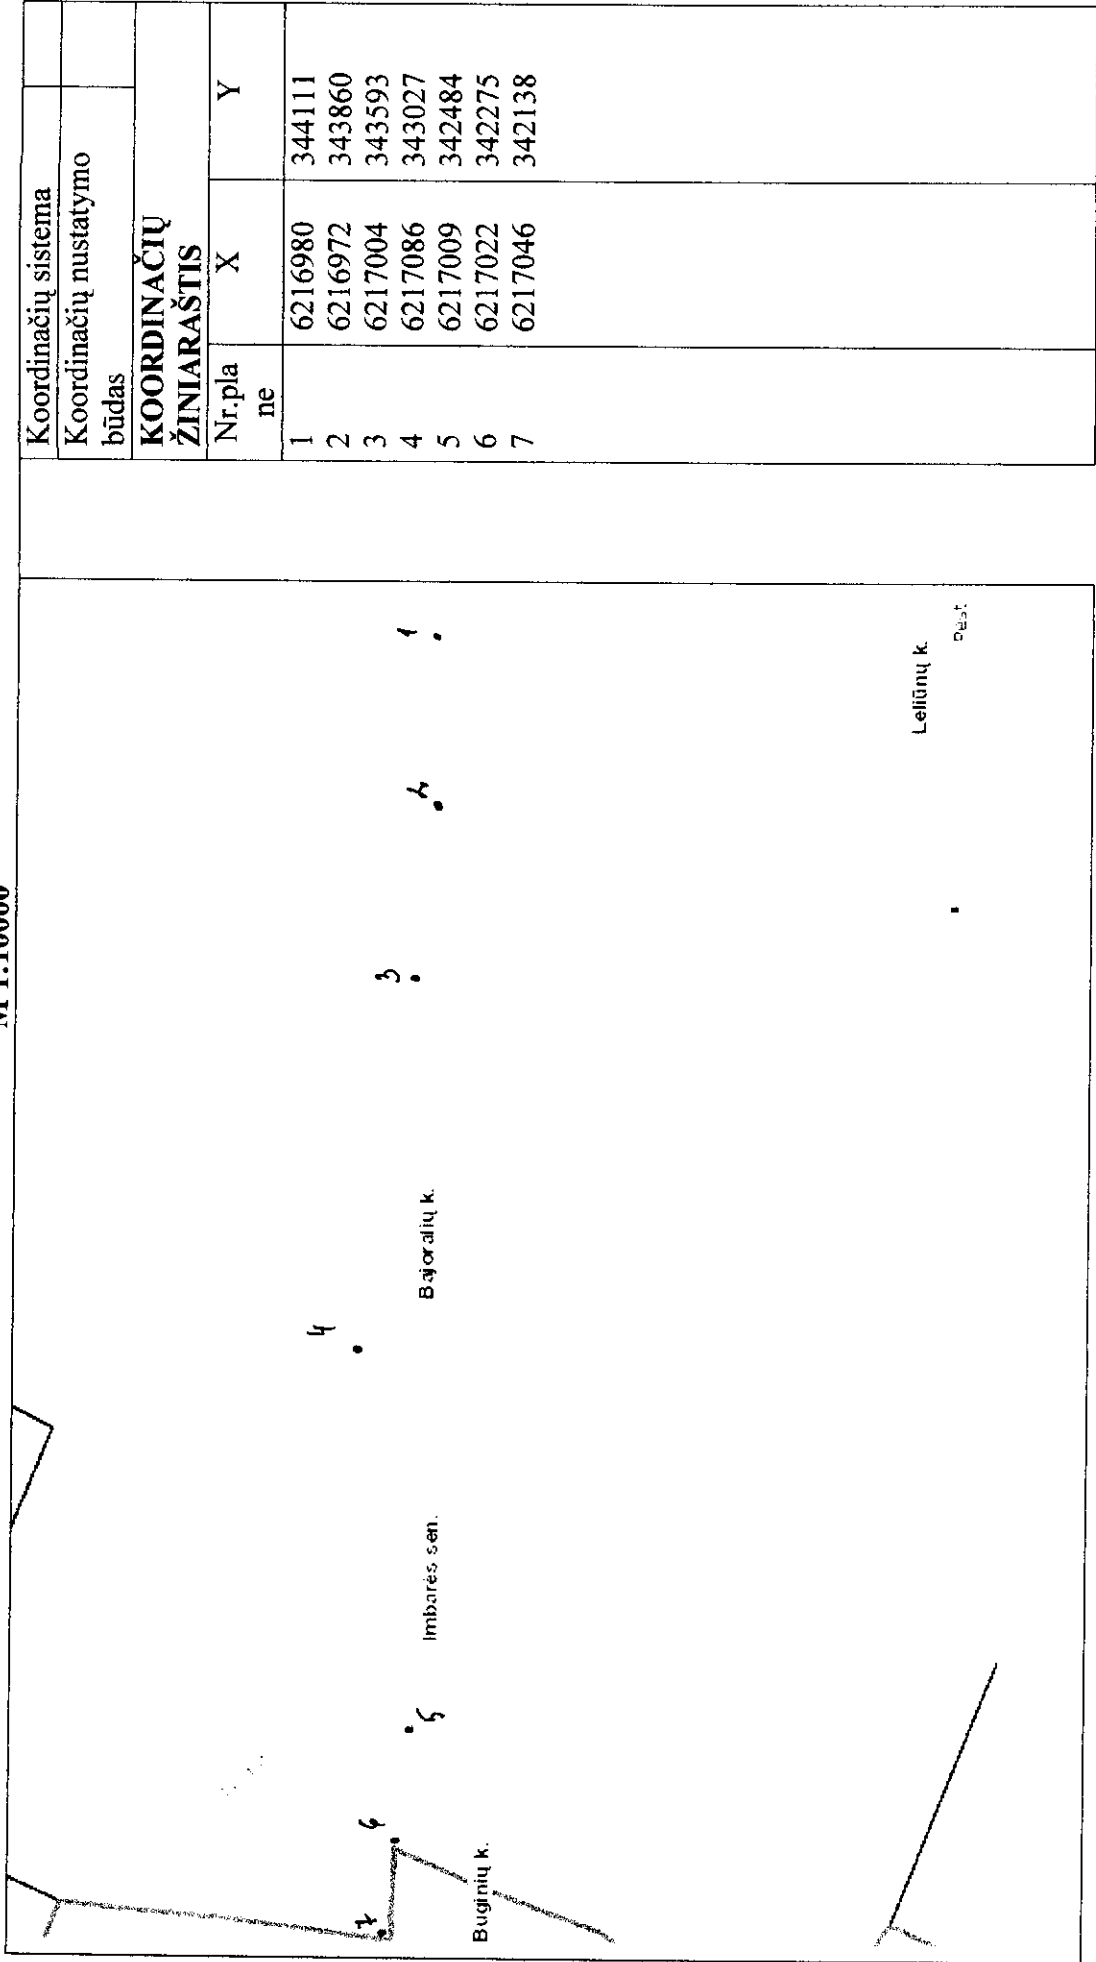 M 1:10000
Koordinačių sistema
Koordinačių nustatymo
būdas
KOORDINAČIŲ
ŽINIARAŠTIS
Nr.pla
ne
X
Y
1 6216980 344111
2 6216972 343860
3 6217004 343593
4 6217086 343027
5 6217009 342484
6 6217022 342275
7 6217046 342138
7
6
5
4
3
2
1
Buginių k.
Imbarės sen.
Bajoralių k.
Leliūnų k.
Past.